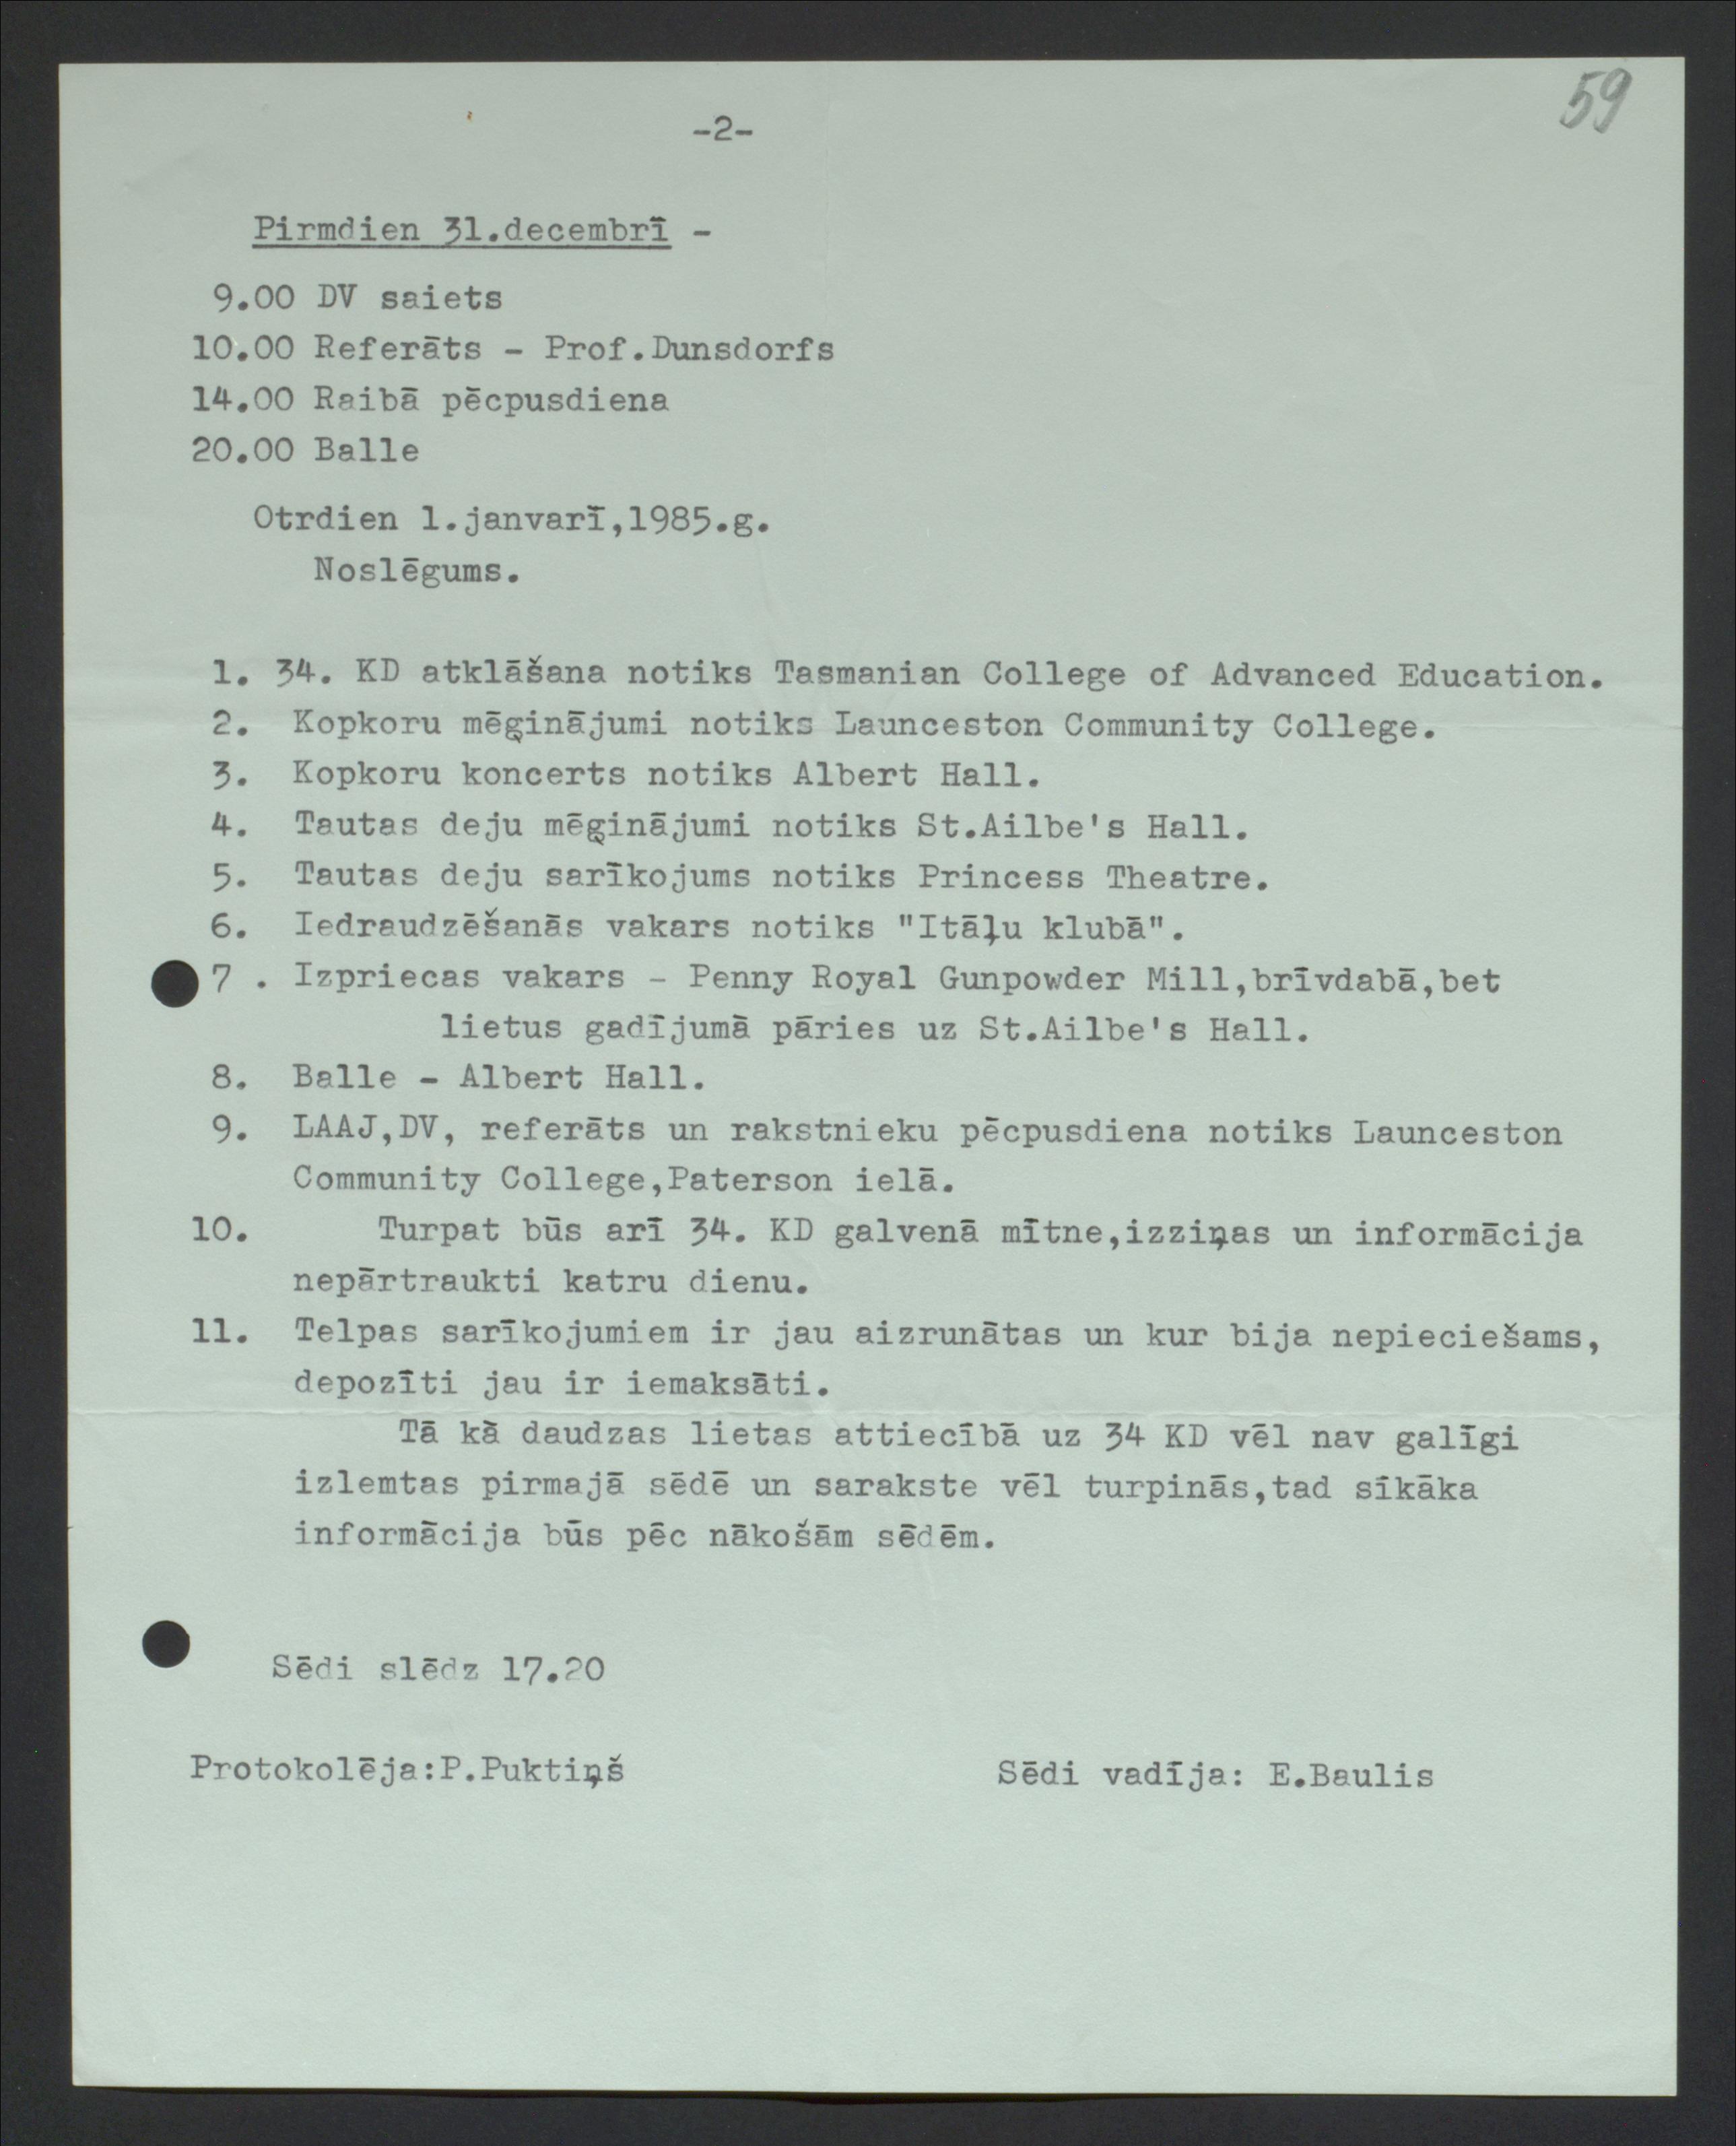 59
-2-
Pirmdien 31.decembrī -
9.00 DV saiets
10.00 Referāts - Prof.Dunsdorfs
14.00 Raibā pēcpusdiena
20.00 Balle
Otrdien 1.janvarī,1985.g.
Noslēgums.
1. 34. KD atklāšana notiks Tasmanian College of Advanced Education.
2. Kopkoru mēģinājumi notiks Launceston Community College.
3. Kopkoru koncerts notiks Albert Hall.
4. Tautas deju mēģinājumi notiks St.Ailbe's Hall.
5. Tautas deju sarīkojums notiks Princess Theatre.
6. Iedraudzēšanās vakars notiks "Itāļu klubā".
7 . Izpriecas vakars - Penny Royal Gunpowder Mill,brīvdabā,bet
lietus gadījumā pāries uz St.Ailbe's Hall.
8. Balle - Albert Hall.
9. LAAJ,DV, referāts un rakstnieku pēcpusdiena notiks Launceston
Community College,Paterson ielā.
10. Turpat būs arī 34. KD galvenā mītne,izziņas un informācija
nepārtraukti katru dienu.
11. Telpas sarīkojumiem ir jau aizrunātas un kur bija nepieciešams,
depozīti jau ir iemaksāti.
Tā kā daudzas lietas attiecībā uz 34 KD vēl nav galīgi
izlemtas pirmajā sēdē un sarakste vēl turpinās,tad sīkāka
informācija būs pēc nākošām sēdēm.
Sēdi slēdz 17.20
Protokolēja:P.Puktiņš Sēdi vadīja: E.Baulis